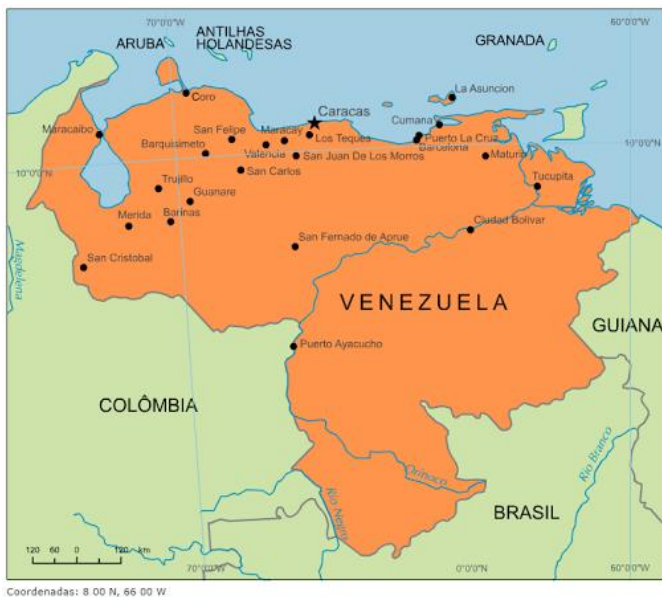 70°0'0"W
60°0'0"W
ANTILHAS
HOLANDESAS
ARUBA
GRANADA
La Asuncion
Coro
Caracas
Cumana
Maracaibo
San Felipe
Maracay
Los Teques
Puerto La Cruz
Barquisimeto
Valencia
Barcelona
10°0'0"N
San Juan De Los Morros
Maturin
10°0'0"N
San Carlos
Trujillo
Tucupita
Guanare
Merida
Barinas
Ciudad Bolivar
San Fernado de Aprue
San Cristobal
Magdelena
VENEZUELA
GUIANA
Puerto Ayacucho
COLÔMBIA
Orinoco
Rio Branco
Rio Negro
BRASIL
120 60 0 120 km
70°0'0"W
0°0'0"W
60°0'0"W
Coordenadas: 8 00 N, 66 00 W